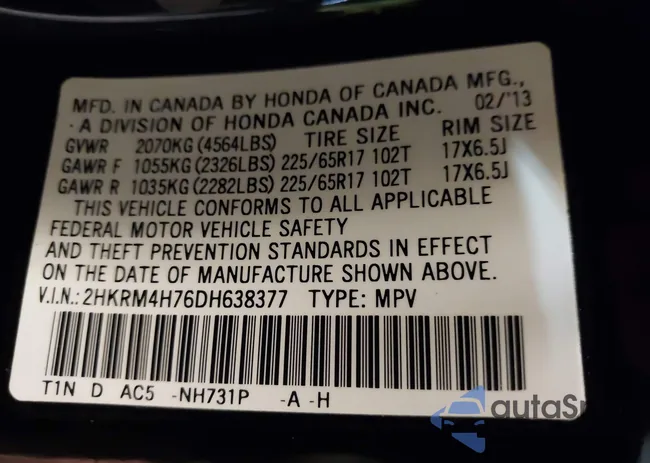 MFD. IN CANADA BY HONDA OF CANADA MFG.,
- A DIVISION OF HONDA CANADA INC. 02/'13
GVWR 2070KG (4564LBS) TIRE SIZE RIM SIZE
GAWR F 1055KG (2326LBS) 225/65R17 102T 17X6.5J
GAWR R 1035KG (2282LBS) 225/65R17 102T 17X6.5J
THIS VEHICLE CONFORMS TO ALL APPLICABLE
FEDERAL MOTOR VEHICLE SAFETY
AND THEFT PREVENTION STANDARDS IN EFFECT
ON THE DATE OF MANUFACTURE SHOWN ABOVE.
V.I.N.: 2HKRM4H76DH638377 TYPE: MPV
T1N D AC5 -NH731P -A -H